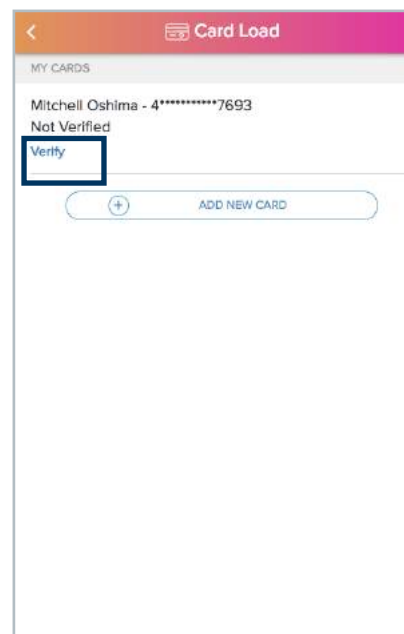 Card Load
MY CARDS
Mitchell Oshima - 4***********7693
Not Verified
Verify
ADD NEW CARD